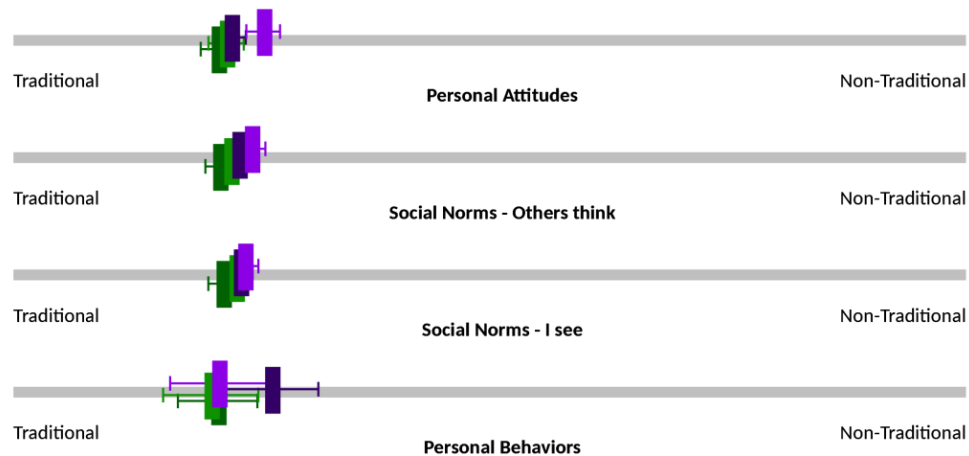 Traditional
Non-Traditional
Personal Attitudes
Traditional
Non-Traditional
Social Norms - Others think
Traditional
Non-Traditional
Social Norms - I see
Traditional
Non-Traditional
Personal Behaviors